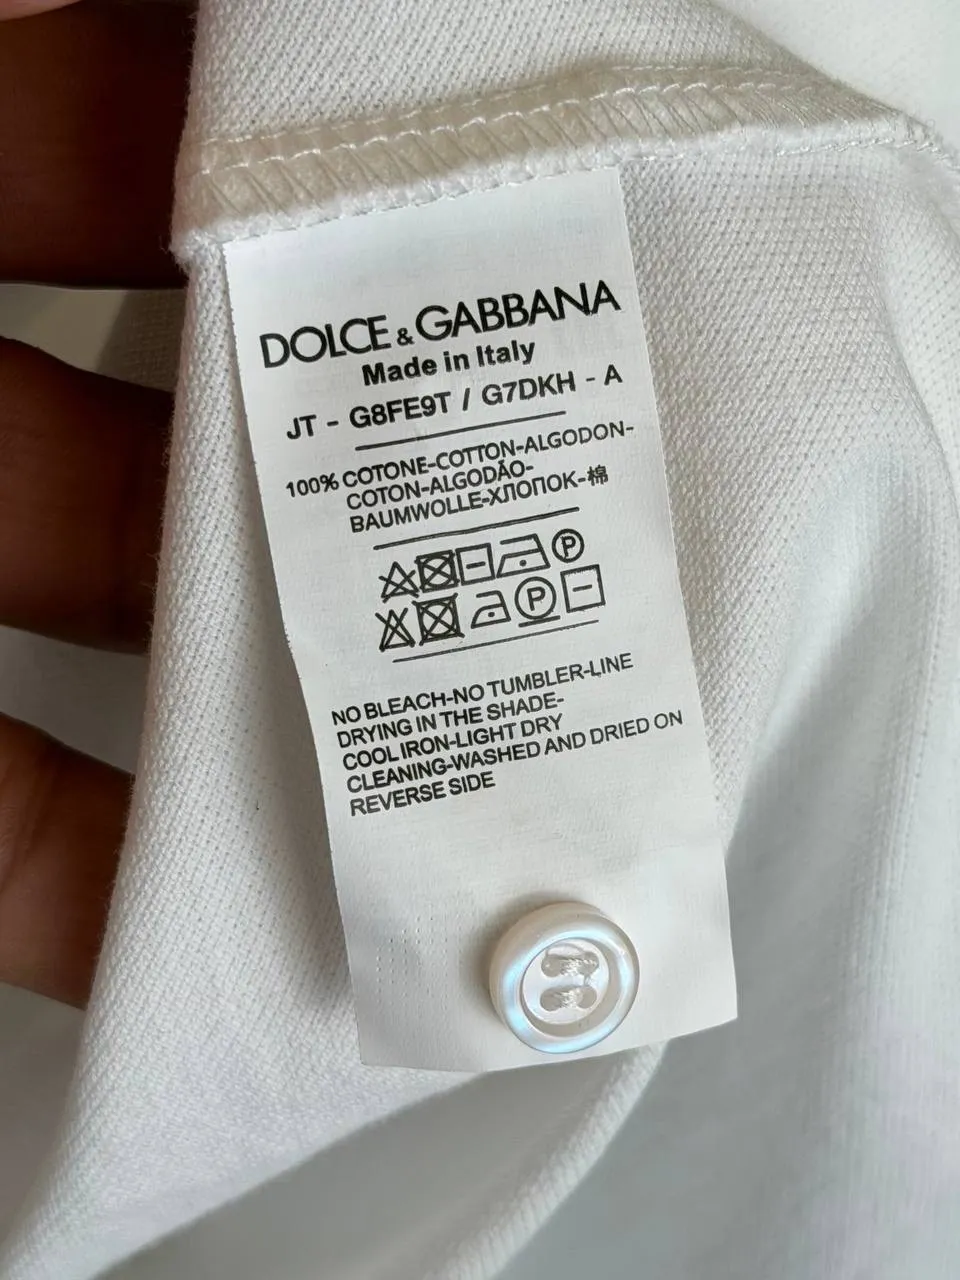 DOLCE & GABBANA
Made in Italy
JT - G8FE9T / G7DKH - A
100% COTONE-COTTON-ALGODON-
COTON-ALGODÃO-
BAUMWOLLE-ХЛОПОК-棉
P
P
NO BLEACH-NO TUMBLER-LINE
DRYING IN THE SHADE-
COOL IRON-LIGHT DRY
CLEANING-WASHED AND DRIED ON
REVERSE SIDE